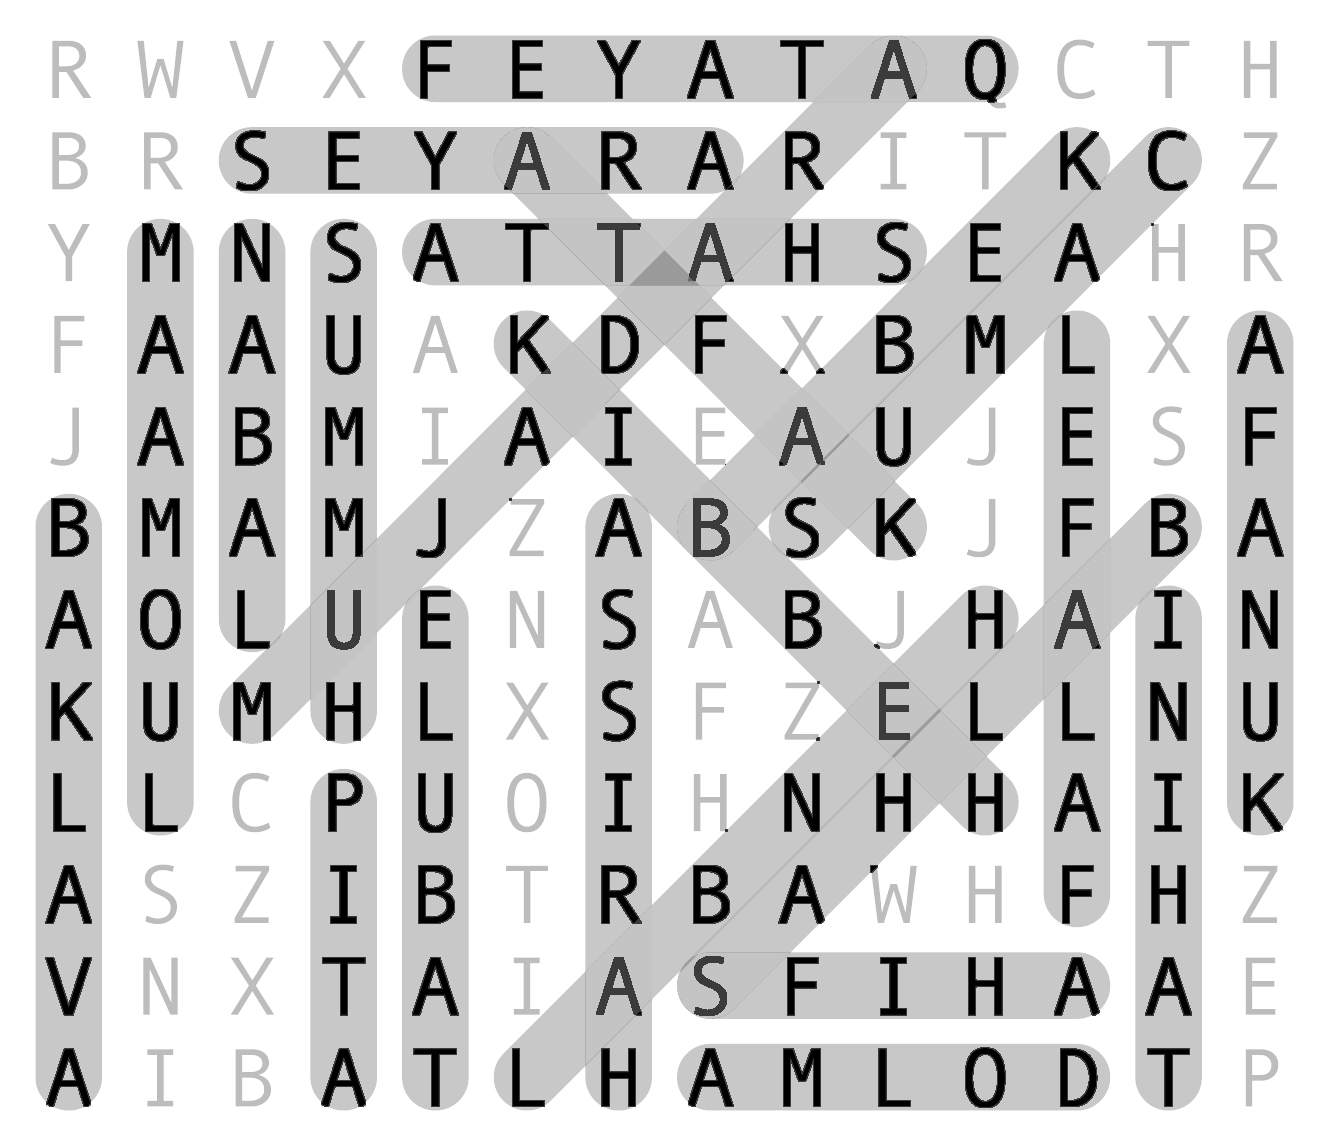 R W V X F E Y A T A Q C T H
B R S E Y A R A R I T K C Z
Y M N S A T T A H S E A H R
F A A U A K D F X B M L X A
J A B M I A I E A U J E S F
B M A M J Z A B S K J F B A
A O L U E N S A B J H A I N
K U M H L X S F Z E L L N U
L L C P U O I H N H H A I K
A S Z I B T R B A W H F H Z
V N X T A I A S F I H A A E
A I B A T L H A M L O D T P